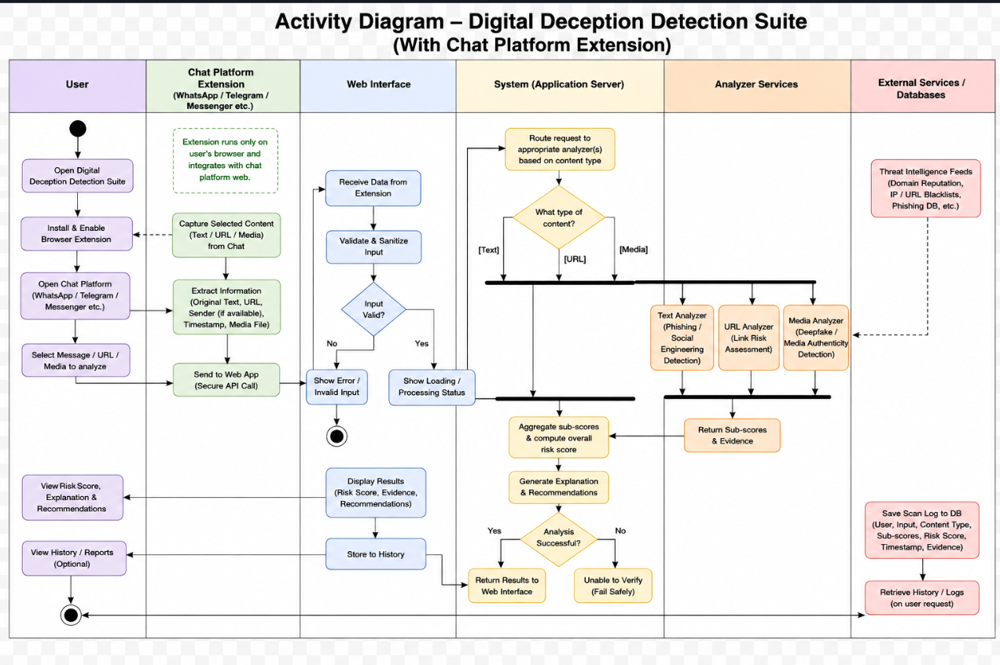 Activity Diagram – Digital Deception Detection Suite
(With Chat Platform Extension)
User
Chat Platform
Extension
(WhatsApp / Telegram /
Messenger etc.)
Web Interface
System (Application Server)
Analyzer Services
External Services /
Databases
Open Digital
Deception Detection Suite
Install & Enable
Browser Extension
Open Chat Platform
(WhatsApp / Telegram /
Messenger etc.)
Select Message / URL /
Media to analyze
View Risk Score,
Explanation &
Recommendations
View History / Reports
(Optional)
Extension runs only on
user's browser and
integrates with chat
platform web.
Capture Selected Content
(Text / URL / Media)
from Chat
Extract Information
(Original Text, URL,
Sender (if available),
Timestamp, Media File)
Send to Web App
(Secure API Call)
Receive Data from
Extension
Validate & Sanitize
Input
Input
Valid?
No
Yes
Show Error /
Invalid Input
Show Loading /
Processing Status
Display Results
(Risk Score, Evidence,
Recommendations)
Store to History
Route request to
appropriate analyzer(s)
based on content type
What type of
content?
[Text]
[URL]
[Media]
Aggregate sub-scores
& compute overall
risk score
Generate Explanation
& Recommendations
Analysis
Successful?
Yes
No
Return Results to
Web Interface
Unable to Verify
(Fail Safely)
Text Analyzer
(Phishing /
Social
Engineering
Detection)
URL Analyzer
(Link Risk
Assessment)
Media Analyzer
(Deepfake /
Media Authenticity
Detection)
Return Sub-scores
& Evidence
Threat Intelligence Feeds
(Domain Reputation,
IP / URL Blacklists,
Phishing DB, etc.)
Save Scan Log to DB
(User, Input, Content Type,
Sub-scores, Risk Score,
Timestamp, Evidence)
Retrieve History / Logs
(on user request)